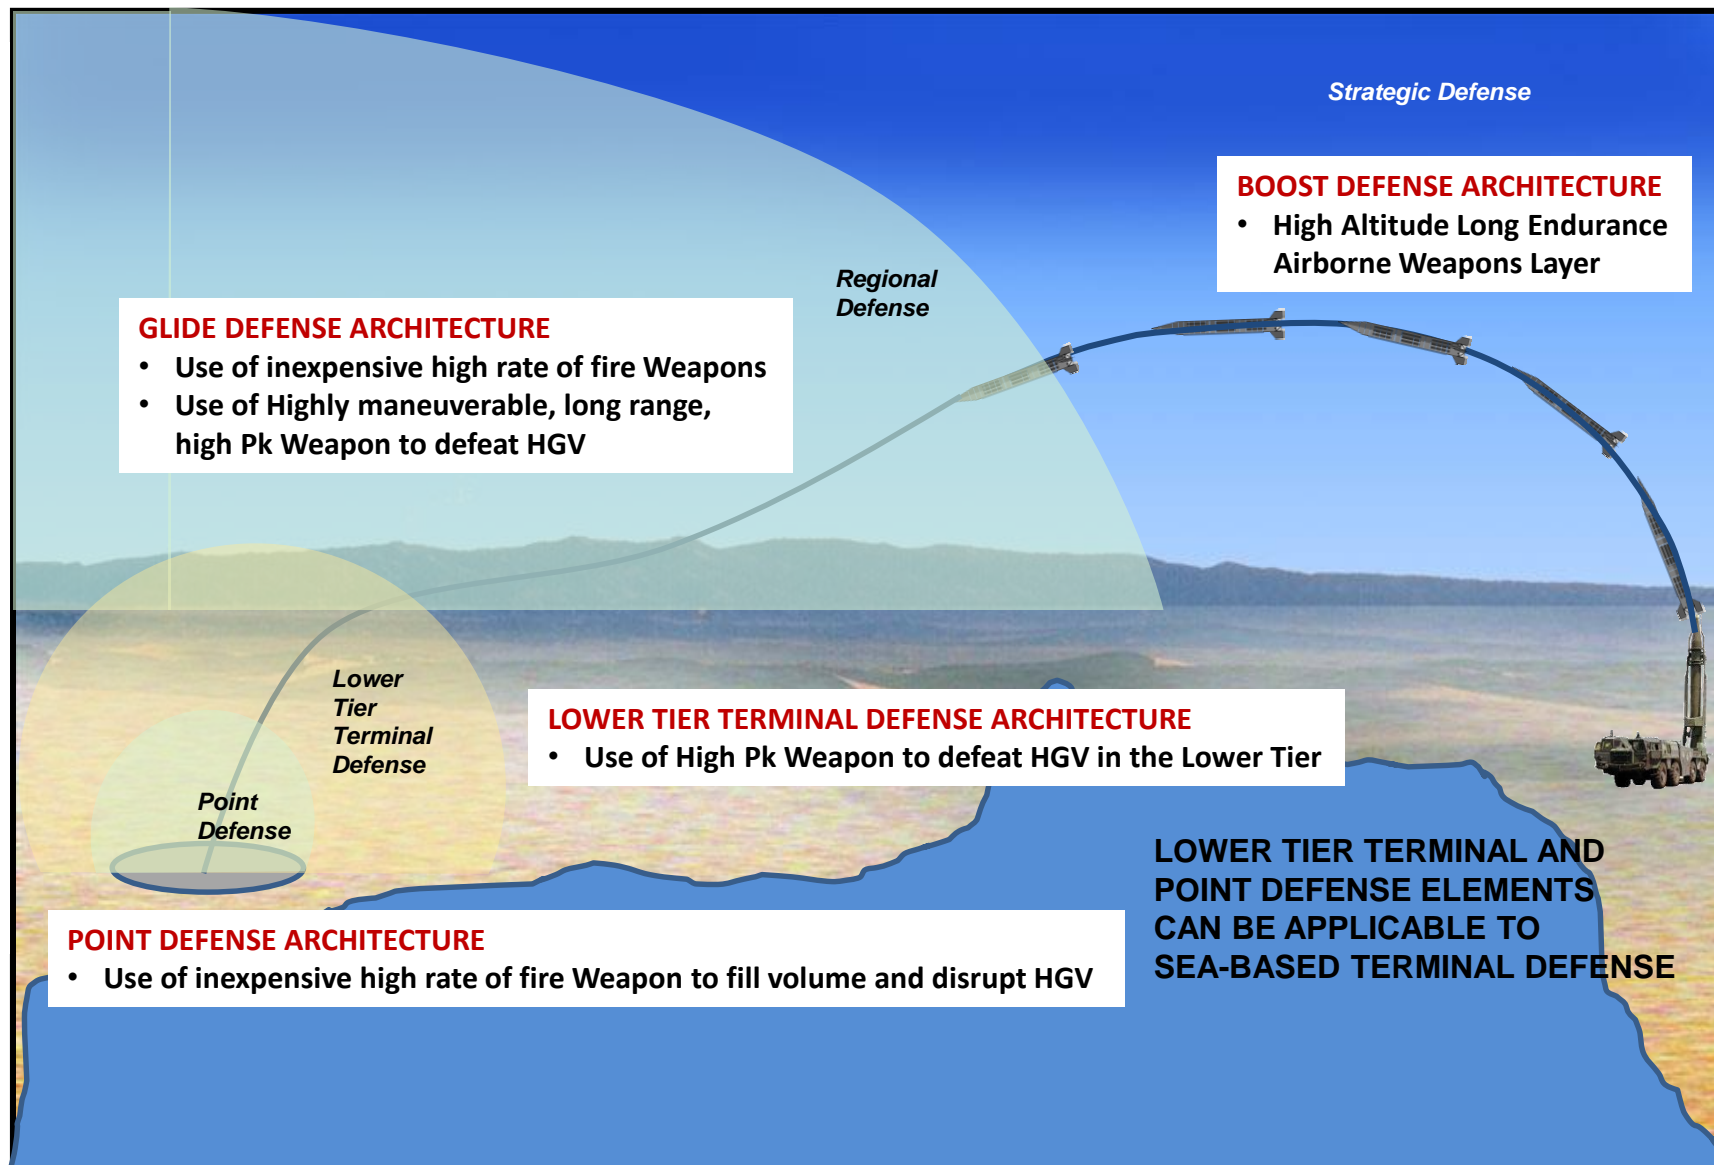 Strategic Defense
BOOST DEFENSE ARCHITECTURE
• High Altitude Long Endurance
Airborne Weapons Layer
Regional
Defense
GLIDE DEFENSE ARCHITECTURE
• Use of inexpensive high rate of fire Weapons
• Use of Highly maneuverable, long range,
high Pk Weapon to defeat HGV
Lower
Tier
Terminal
Defense
LOWER TIER TERMINAL DEFENSE ARCHITECTURE
• Use of High Pk Weapon to defeat HGV in the Lower Tier
Point
Defense
LOWER TIER TERMINAL AND
POINT DEFENSE ELEMENTS
CAN BE APPLICABLE TO
SEA-BASED TERMINAL DEFENSE
POINT DEFENSE ARCHITECTURE
• Use of inexpensive high rate of fire Weapon to fill volume and disrupt HGV